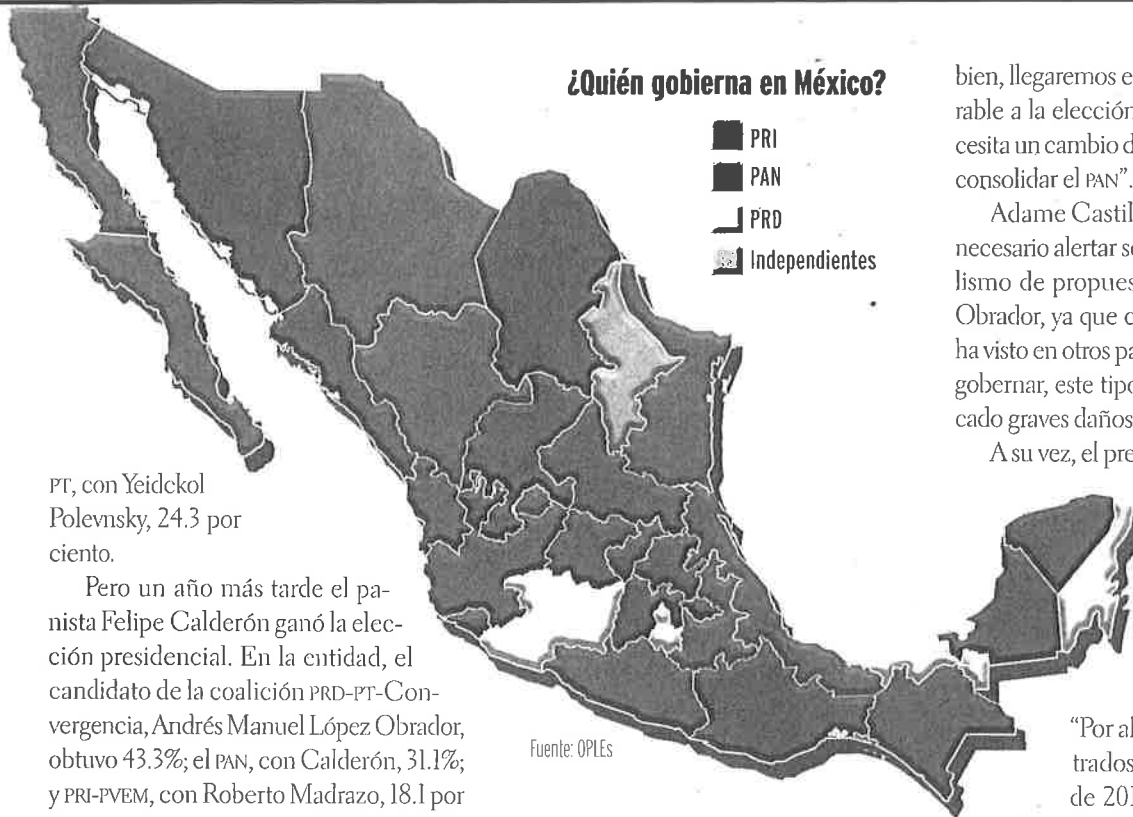 PT, con Yeidckol
Polevnsky, 24.3 por
ciento.
Pero un año más tarde el pa-
nista Felipe Calderón ganó la elec-
ción presidencial. En la entidad, el
candidato de la coalición PRD-PT-Con-
vergencia, Andrés Manuel López Obrador,
obtuvo 43.3%; el PAN, con Calderón, 31.1%;
y PRI-PVEM, con Roberto Madrazo, 18.1 por
¿Quién gobierna en México?
PRI
PAN
PRD
Independientes
Fuente: OPLEs
bien, llegaremos e
rable a la elección
cesita un cambio d
consolidar el PAN".
Adame Castil
necesario alertar so
lismo de propues
Obrador, ya que c
ha visto en otros pa
gobernar, este tipo
cado graves daños
A su vez, el pre
"Por al
trados
de 201